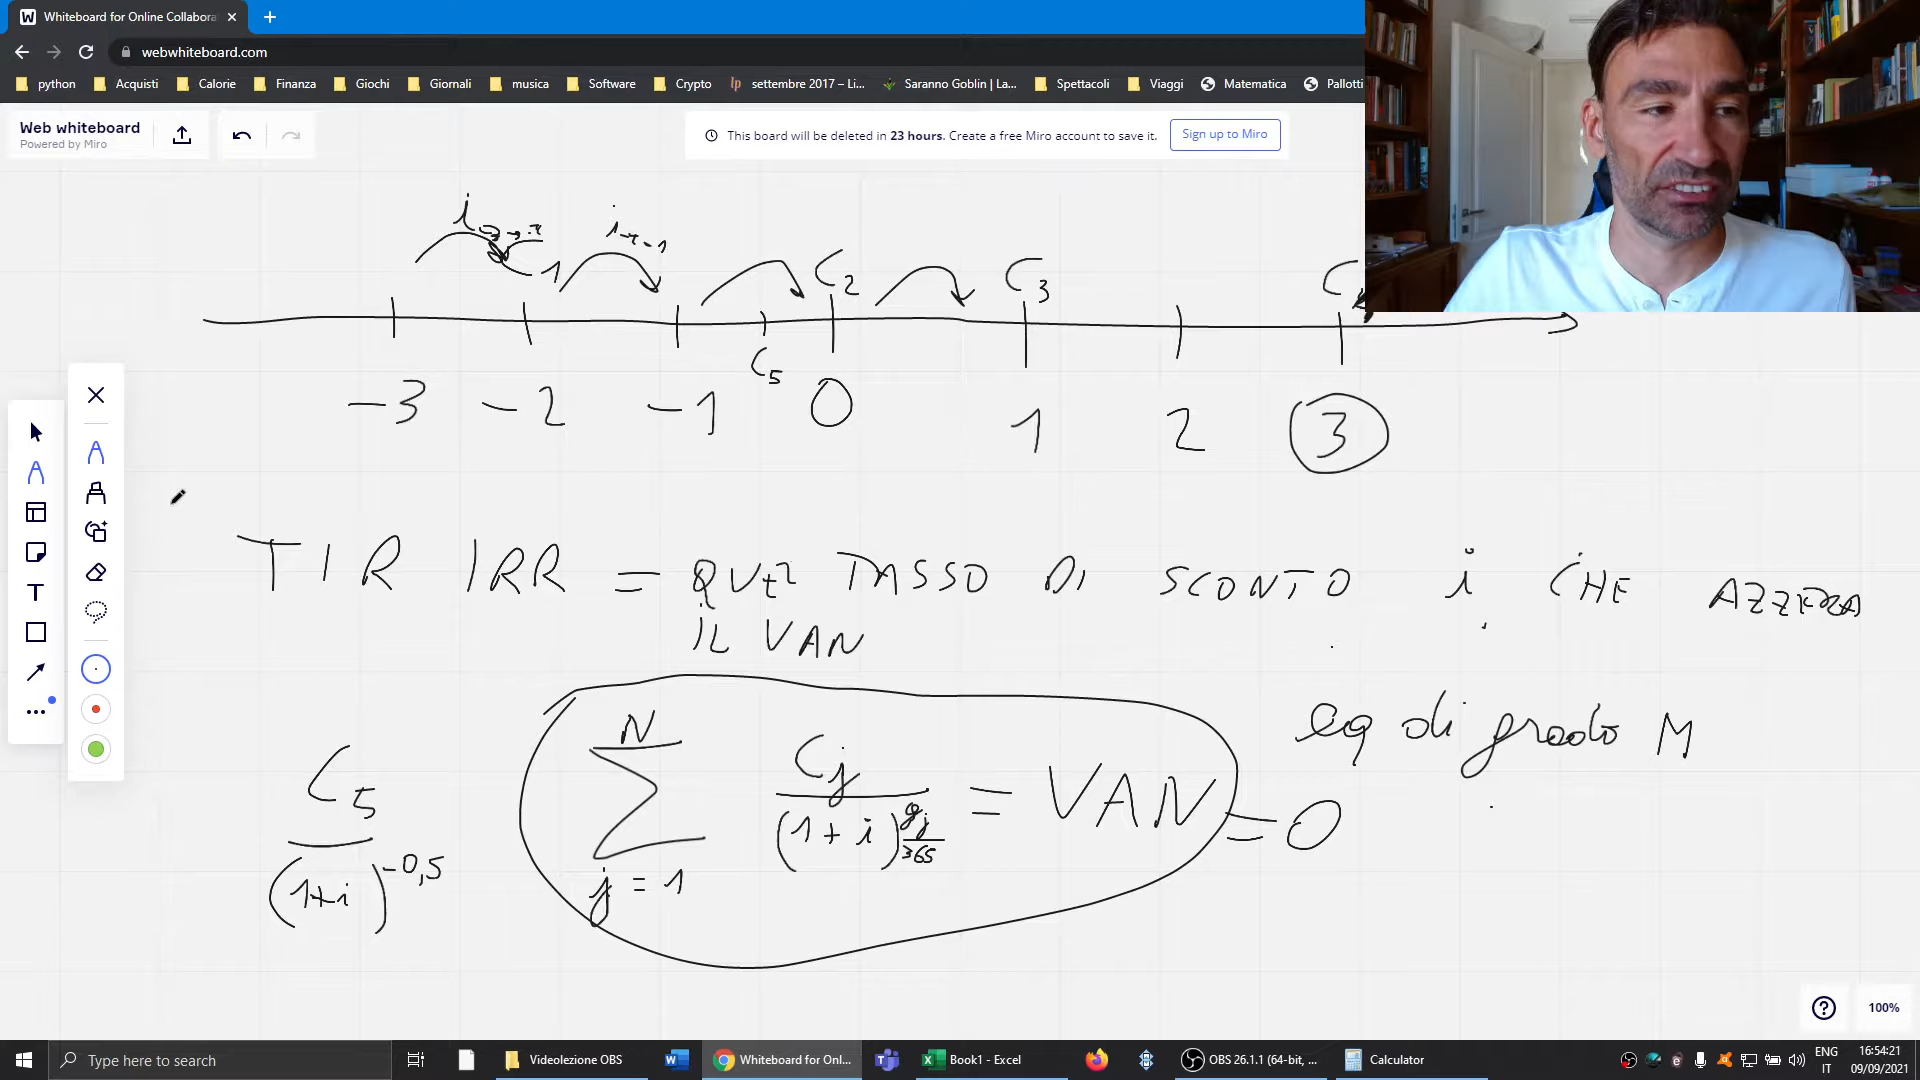 Whiteboard for Online Collabora
webwhiteboard.com
python Acquisti Calorie Finanza Giochi Giornali musica Software Crypto settembre 2017 – Li... Saranno Goblin | La... Spettacoli Viaggi Matematica Pallotti
Web whiteboard
Powered by Miro
This board will be deleted in 23 hours. Create a free Miro account to save it. Sign up to Miro
i i
-1 C2 C3 C
C5
-3 -2 -1 0 1 2 3
TIR IRR = QUEL TASSO DI SCONTO i CHE AZZERA
IL VAN
eq di grado M
C5
(1+i)^-0,5
N
Σ
j = 1
Cj
(1+i)^gj/365
= VAN = 0
100%
Type here to search
Videolezione OBS
Whiteboard for Onl...
Book1 - Excel
OBS 26.1.1 (64-bit, ...
Calculator
ENG
IT
16:54:21
09/09/2021